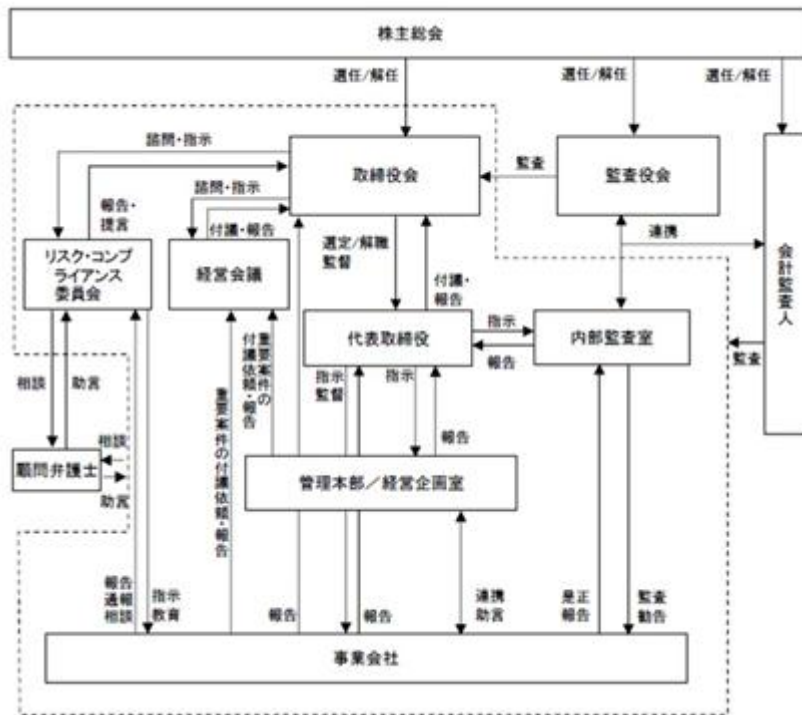 株主総会
選任/解任
選任/解任
選任/解任
諮問・指示
取締役会
監査
監査役会
諮問・指示
報告・
提言
付議・報告
選定/解職
監督
連携
会計監査人
リスク・コンプ
ライアンス
委員会
経営会議
付議・
報告
代表取締役
指示
内部監査室
報告
監査
重要案件の
付議依頼・報告
指示
監督
指示
相談
助言
重要案件の付議依頼・報告
報告
相談
顧問弁護士
管理本部/経営企画室
助言
報告
通報
相談
指示
教育
報告
報告
連携
助言
是正
報告
監査
勧告
事業会社